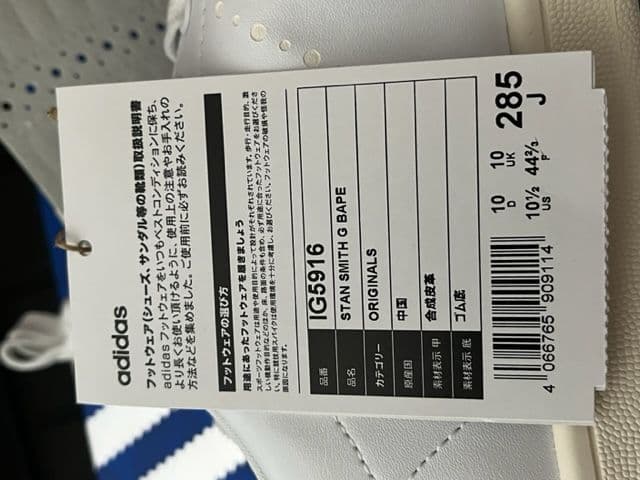 adidas
フットウェア(シューズ、サンダル等の靴類)取扱説明書
adidas フットウェアをいつもベストコンディションに保ち、
より長くお使い頂けるように、使用上の注意やお手入れの
方法などを集めました。ご使用前に必ずお読みください。
フットウェアの選び方
用途にあったフットウェアを履きましょう
品番 IG5916
品名 STAN SMITH G BAPE
カテゴリー ORIGINALS
原産国 中国
素材表示 甲 合成皮革
素材表示 底 ゴム底
4 066765 909114
10 D
10 UK
10½ US
44⅔ F
285 J